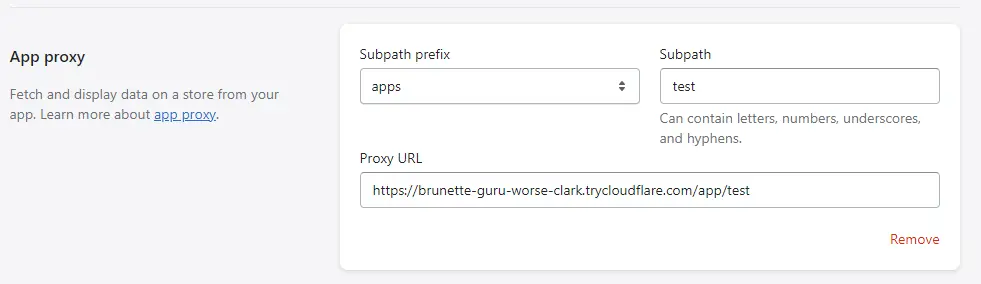 App proxy
Fetch and display data on a store from your
app. Learn more about app proxy.
Subpath prefix
apps
Subpath
test
Can contain letters, numbers, underscores,
and hyphens.
Proxy URL
https://brunette-guru-worse-clark.trycloudflare.com/app/test
Remove